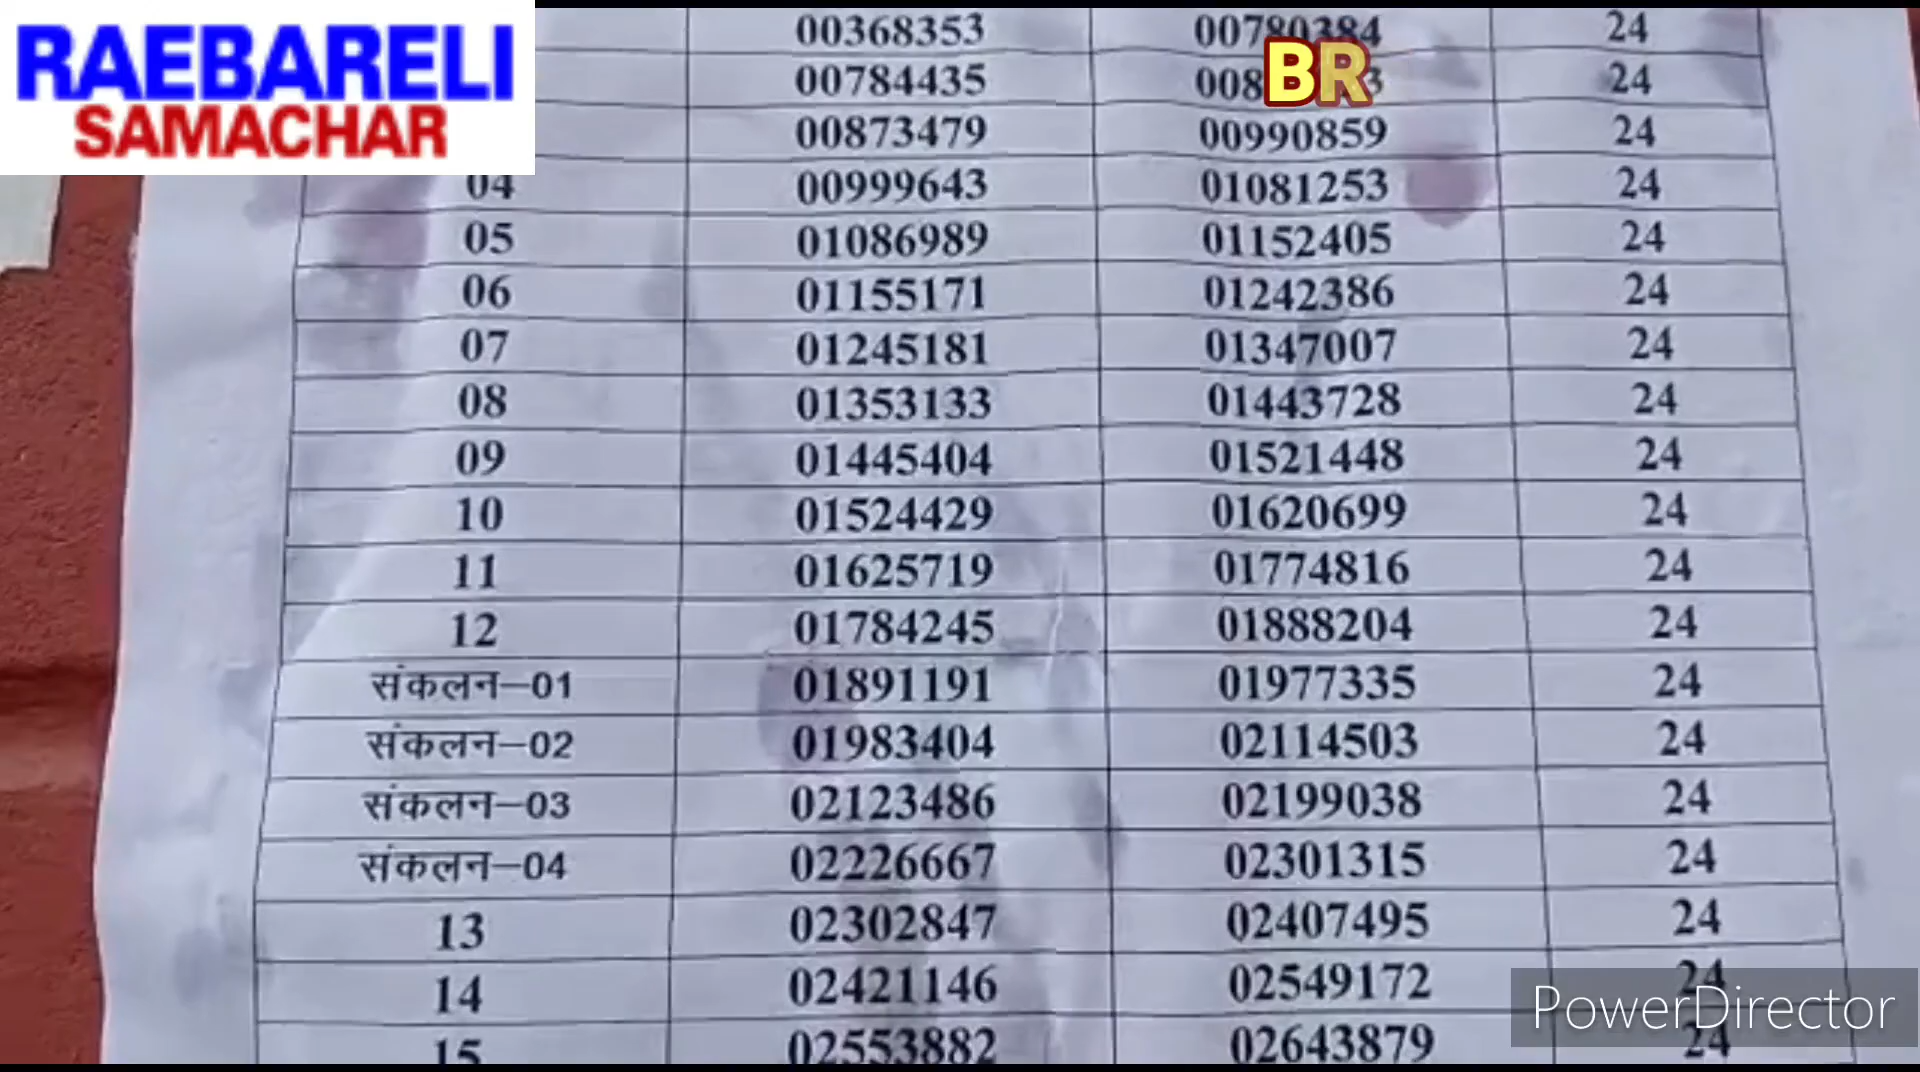 RAEBARELI
SAMACHAR
BR
00368353 00780384 24
00784435 24
00873479 00990859 24
04 00999643 01081253 24
05 01086989 01152405 24
06 01155171 01242386 24
07 01245181 01347007 24
08 01353133 01443728 24
09 01445404 01521448 24
10 01524429 01620699 24
11 01625719 01774816 24
12 01784245 01888204 24
संकलन–01 01891191 01977335 24
संकलन–02 01983404 02114503 24
संकलन–03 02123486 02199038 24
संकलन–04 02226667 02301315 24
13 02302847 02407495 24
14 02421146 02549172 24
15 02553882 02643879 24
PowerDirector